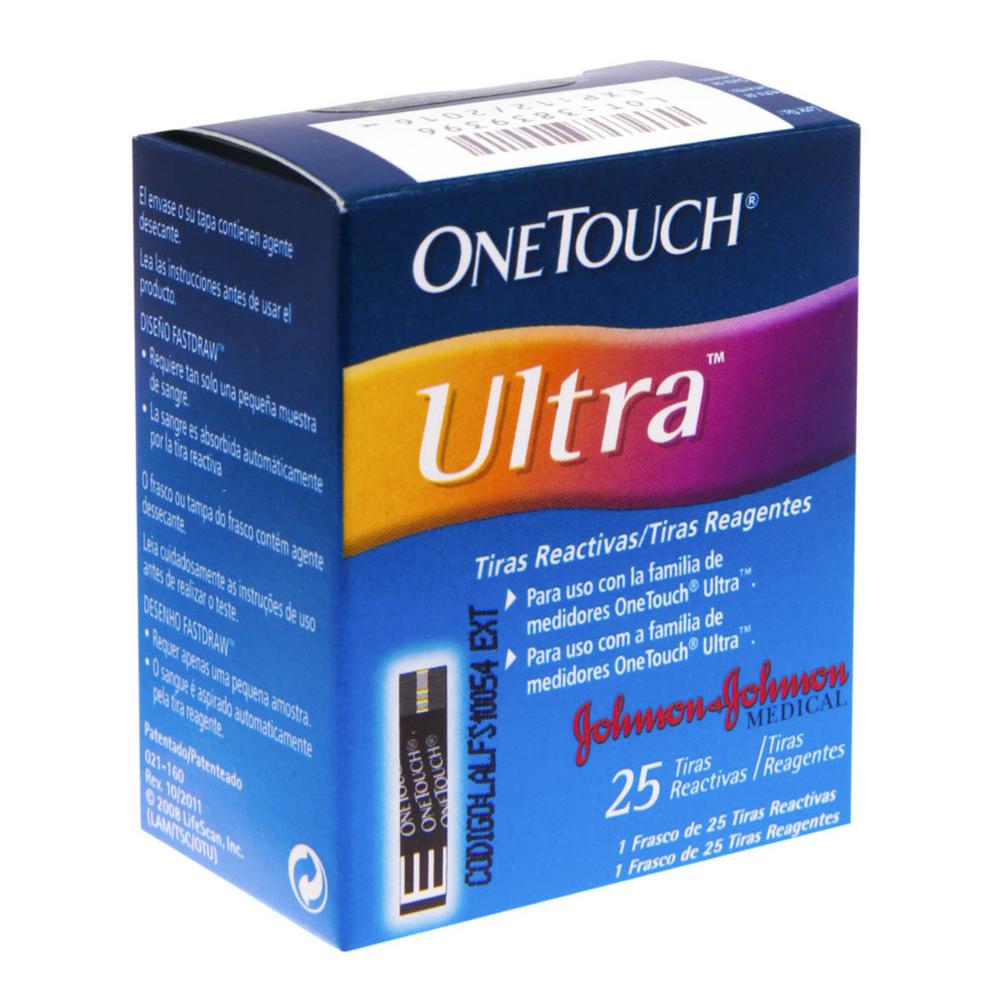 LOT: 3839396
EXP: 12/2016
ONETOUCH®
Ultra™
Tiras Reactivas/Tiras Reagentes
Para uso con la familia de
medidores OneTouch® Ultra™.
Para uso com a família de
medidores OneTouch® Ultra™.
Johnson & Johnson
MEDICAL
25 Tiras Reactivas / Tiras Reagentes
1 Frasco de 25 Tiras Reactivas
1 Frasco de 25 Tiras Reagentes
CODIGO:LALFS10054 EXT
ONETOUCH®
ONETOUCH®
ONETOUCH®
El envase o su tapa contienen agente
desecante.
Lea las instrucciones antes de usar el
producto.
DISEÑO FASTDRAW™
• Requiere tan solo una pequeña muestra
de sangre.
• La sangre es absorbida automáticamente
por la tira reactiva
O frasco ou tampa do frasco contém agente
dessecante.
Leia cuidadosamente as instruções de uso
antes de realizar o teste.
DESENHO FASTDRAW™
• Requer apenas uma pequena amostra.
• O sangue é aspirado automaticamente
pela tira reagente.
Patentado/Patenteado
021-160
Rev. 10/2011
© 2008 LifeScan, Inc.
(LAM/TSC/OTU)